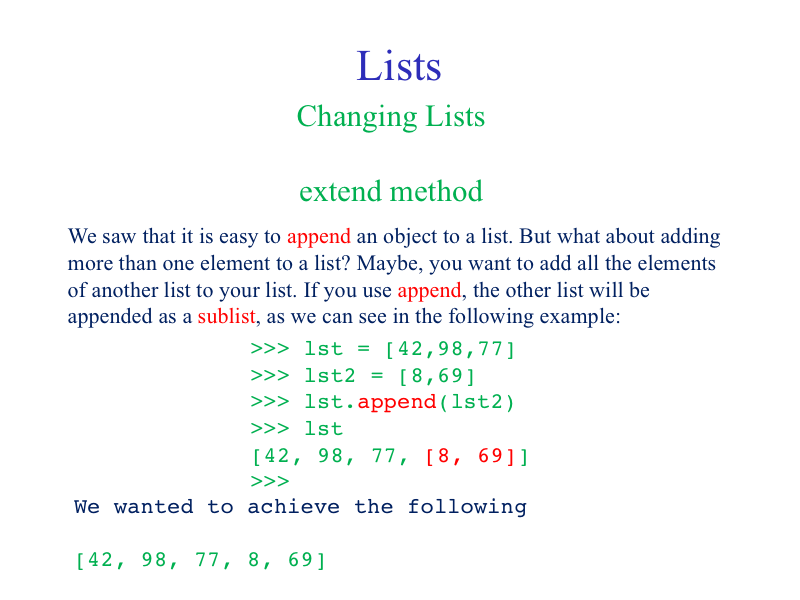 Lists
Changing Lists
extend method
We saw that it is easy to append an object to a list. But what about adding
more than one element to a list? Maybe, you want to add all the elements
of another list to your list. If you use append, the other list will be
appended as a sublist, as we can see in the following example:
>>> lst = [42,98,77]
>>> lst2 = [8,69]
>>> lst.append(lst2)
>>> lst
[42, 98, 77, [8, 69]]
>>>
We wanted to achieve the following
[42, 98, 77, 8, 69]